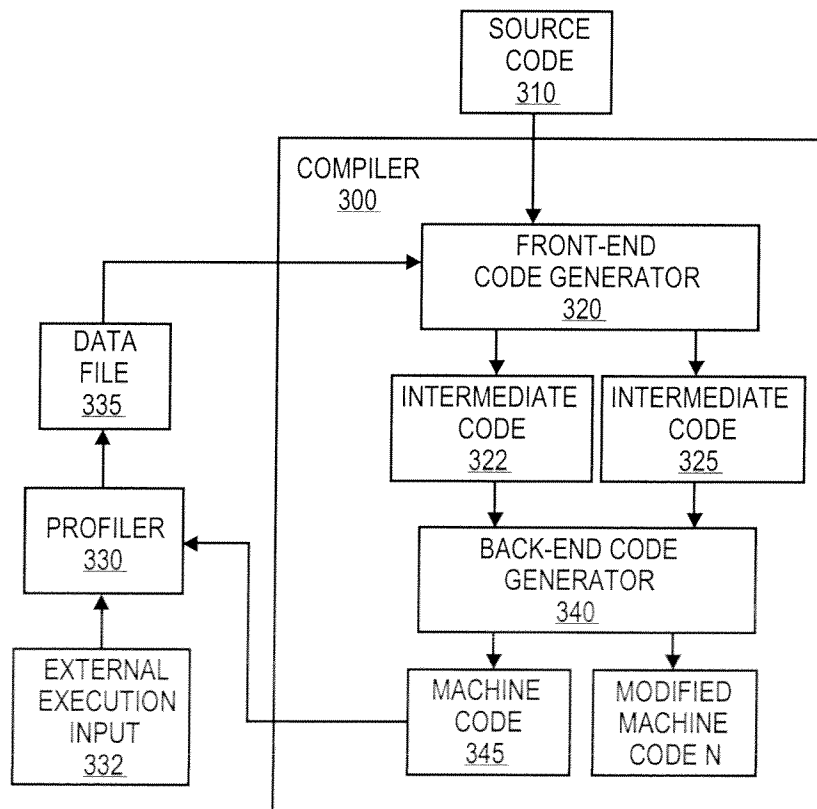 SOURCE
CODE
310
COMPILER
300
FRONT-END
CODE GENERATOR
320
DATA
FILE
335
INTERMEDIATE
CODE
322
INTERMEDIATE
CODE
325
PROFILER
330
BACK-END CODE
GENERATOR
340
EXTERNAL
EXECUTION
INPUT
332
MACHINE
CODE
345
MODIFIED
MACHINE
CODE N